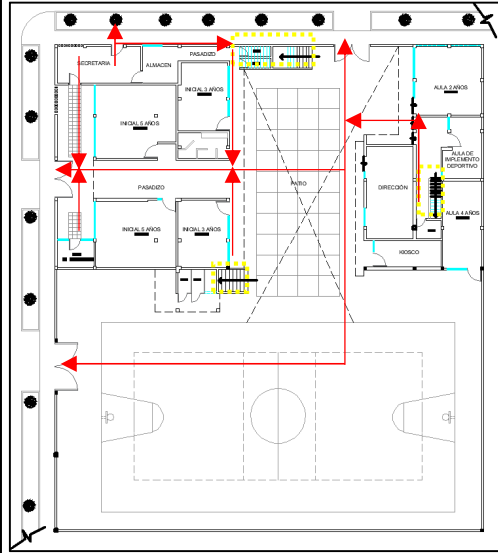 PASADIZO
SECRETARIA
ALMACEN
INICIAL 3 AÑOS
AULA 2 AÑOS
INICIAL 5 AÑOS
AULA DE
IMPLEMENTO
DEPORTIVO
PATIO
DIRECCIÓN
PASADIZO
AULA 4 AÑOS
INICIAL 5 AÑOS
INICIAL 3 AÑOS
KIOSCO